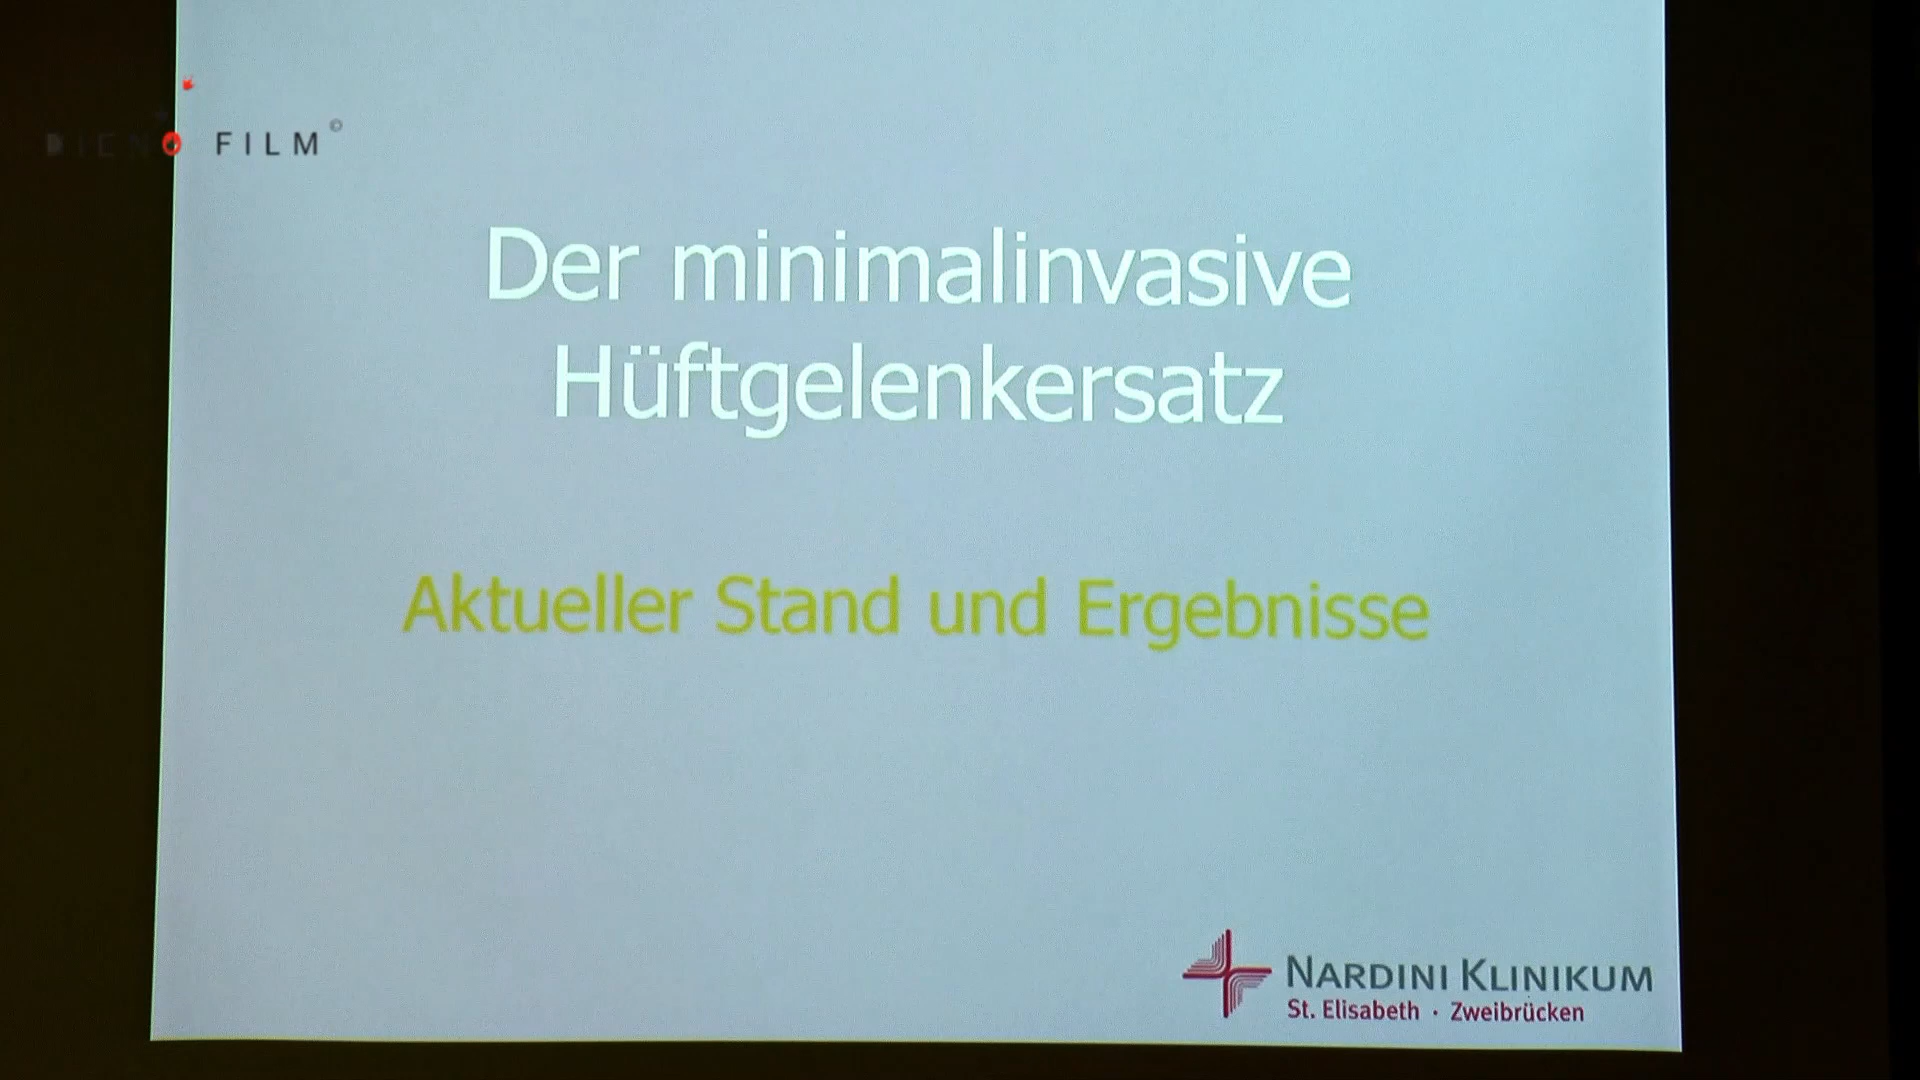 FILM©
Der minimalinvasive
Hüftgelenkersatz
Aktueller Stand und Ergebnisse
NARDINI KLINIKUM
St. Elisabeth · Zweibrücken